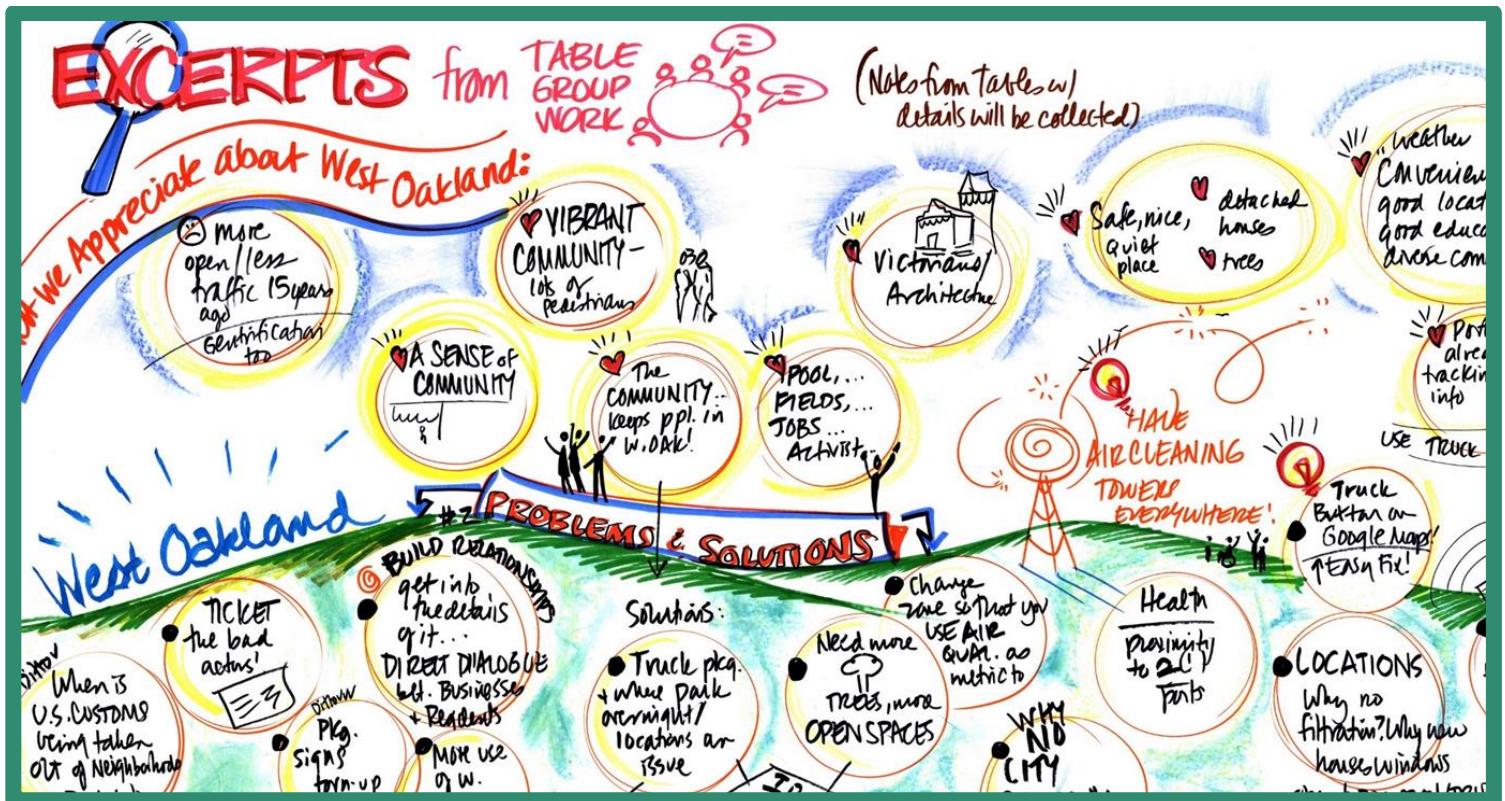 EXCERPTS from TABLE
GROUP
WORK
(Notes from Tables w/
details will be collected)
we Appreciate about West Oakland:
more
open/less
traffic 15 years
ago
Gentrification
too
VIBRANT
COMMUNITY-
lots of
pedestrians
Victorians/
Architecture
Safe, nice,
quiet
place
detached
houses
trees
weather
good
good
diverse
A SENSE of
COMMUNITY
The
COMMUNITY..
keeps ppl. in
W. OAK!
POOL,...
FIELDS,...
JOBS...
Activist..
HAVE
AIR CLEANING
TOWERS
EVERYWHERE!
tracking
info
USE TRUCK
Truck
Button on
Google Maps!
Easy Fix!
West Oakland
#2
PROBLEMS & SOLUTIONS
TICKET
the bad
actors!
BUILD RELATIONSHIPS
get into
the details
of it...
DIRECT DIALOGUE
bet. Businesses
+ Residents
Solutions:
Truck pkg.
+ where park
overnight/
locations an
issue
Need more
TREES, more
OPEN SPACES
Change
zone so that you
USE AIR
QUAL. as
metric to
Health
proximity
to
Ports
LOCATIONS
Why no
filtration? Why new
houses windows
When is
U.S. CUSTOMS
being taken
out of Neighborhoods
Pkg.
signs
torn-up
More use
of w.
WHY
NO
CITY